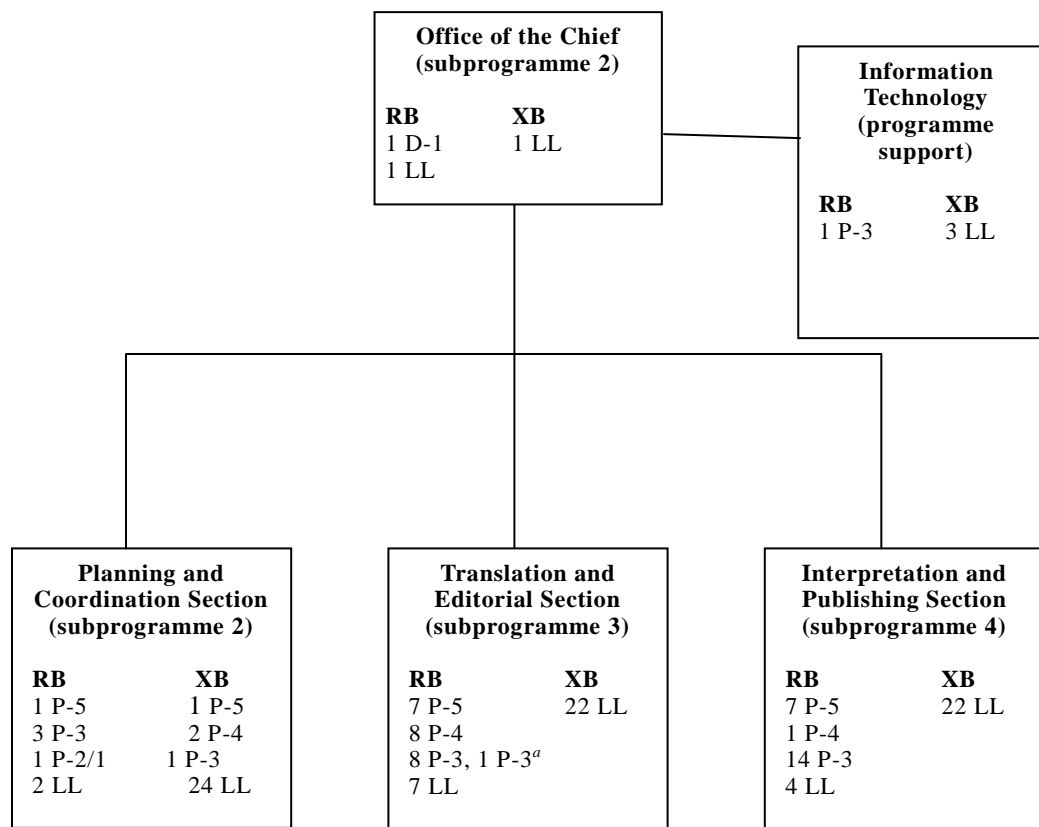 Office of the Chief
(subprogramme 2)
RB XB
1 D-1 1 LL
1 LL
Information
Technology
(programme
support)
RB XB
1 P-3 3 LL
Planning and
Coordination Section
(subprogramme 2)
RB XB
1 P-5 1 P-5
3 P-3 2 P-4
1 P-2/1 1 P-3
2 LL 24 LL
Translation and
Editorial Section
(subprogramme 3)
RB XB
7 P-5 22 LL
8 P-4
8 P-3, 1 P-3a
7 LL
Interpretation and
Publishing Section
(subprogramme 4)
RB XB
7 P-5 22 LL
1 P-4
14 P-3
4 LL